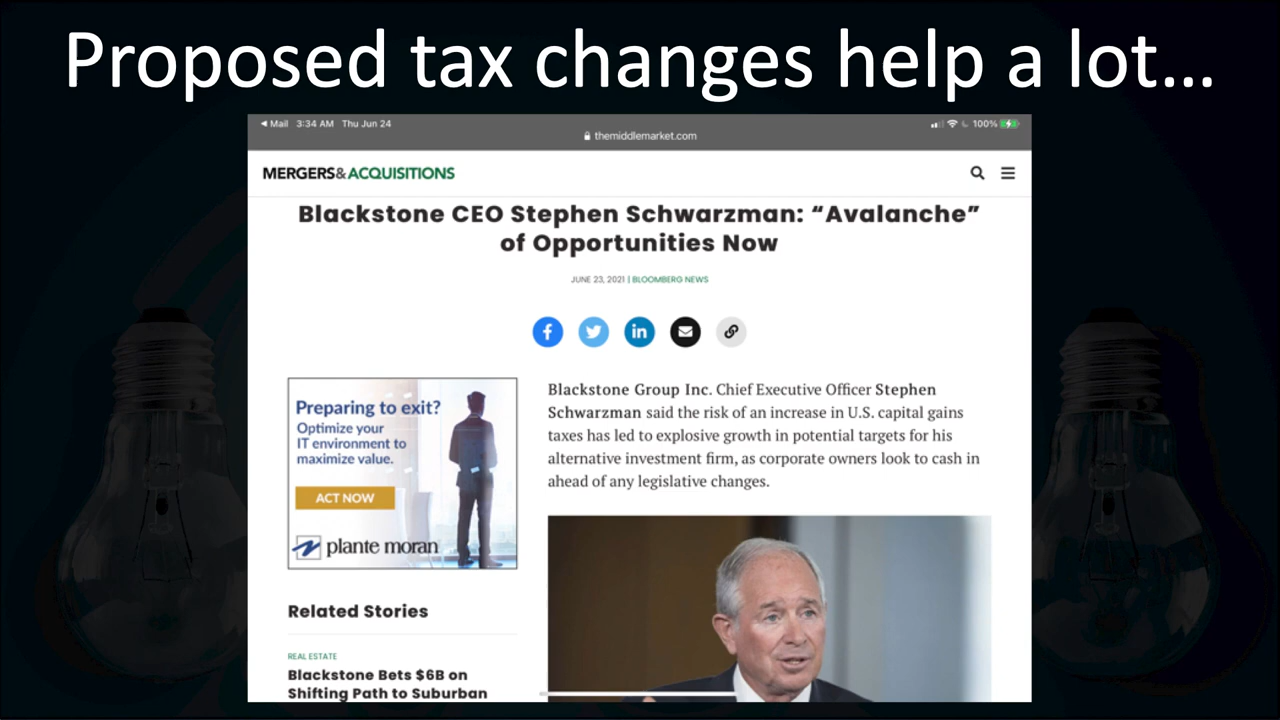 Proposed tax changes help a lot...
Mail 3:34 AM Thu Jun 24
100%
themiddlemarket.com
MERGERS&ACQUISITIONS
Blackstone CEO Stephen Schwarzman: “Avalanche”
of Opportunities Now
JUNE 23, 2021 | BLOOMBERG NEWS
Preparing to exit?
Optimize your
IT environment to
maximize value.
ACT NOW
plante moran
Related Stories
REAL ESTATE
Blackstone Bets $6B on
Shifting Path to Suburban
Blackstone Group Inc. Chief Executive Officer Stephen
Schwarzman said the risk of an increase in U.S. capital gains
taxes has led to explosive growth in potential targets for his
alternative investment firm, as corporate owners look to cash in
ahead of any legislative changes.